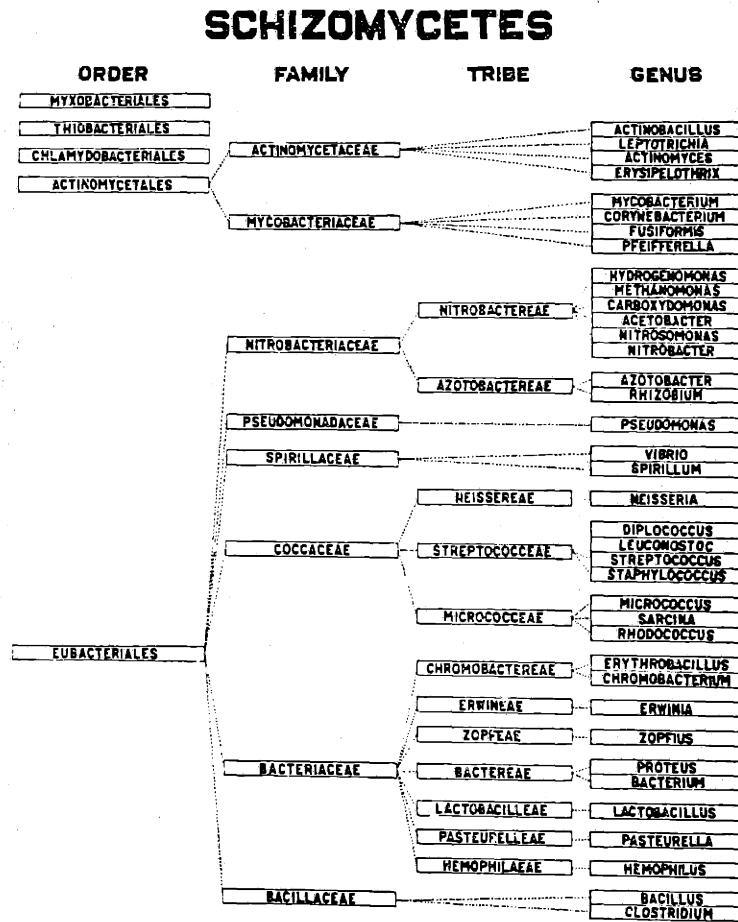 SCHIZOMYCETES
ORDER
FAMILY
TRIBE
GENUS
MYXOBACTERIALES
THIOBACTERIALES
CHLAMYDOBACTERIALES
ACTINOMYCETALES
ACTINOMYCETACEAE
ACTINOBACILLUS
LEPTOTRICHIA
ACTINOMYCES
ERYSIPELOTHRIX
MYCOBACTERIACEAE
MYCOBACTERIUM
CORYNEBACTERIUM
FUSIFORMIS
PFEIFFERELLA
EUBACTERIALES
NITROBACTERIACEAE
NITROBACTEREAE
HYDROGENOMONAS
METHANOMONAS
CARBOXYDOMONAS
ACETOBACTER
NITROSOMONAS
NITROBACTER
AZOTOBACTEREAE
AZOTOBACTER
RHIZOBIUM
PSEUDOMONADACEAE
PSEUDOMONAS
SPIRILLACEAE
VIBRIO
SPIRILLUM
COCCACEAE
NEISSEREAE
NEISSERIA
STREPTOCOCCEAE
DIPLOCOCCUS
LEUCONOSTOC
STREPTOCOCCUS
STAPHYLOCOCCUS
MICROCOCCEAE
MICROCOCCUS
SARCINA
RHODOCOCCUS
BACTERIACEAE
CHROMOBACTEREAE
ERYTHROBACILLUS
CHROMOBACTERIUM
ERWINEAE
ERWINIA
ZOPFEAE
ZOPFIUS
BACTEREAE
PROTEUS
BACTERIUM
LACTOBACILLEAE
LACTOBACILLUS
PASTEURELLEAE
PASTEURELLA
HEMOPHILAEAE
HEMOPHILUS
BACILLACEAE
BACILLUS
CLOSTRIDIUM